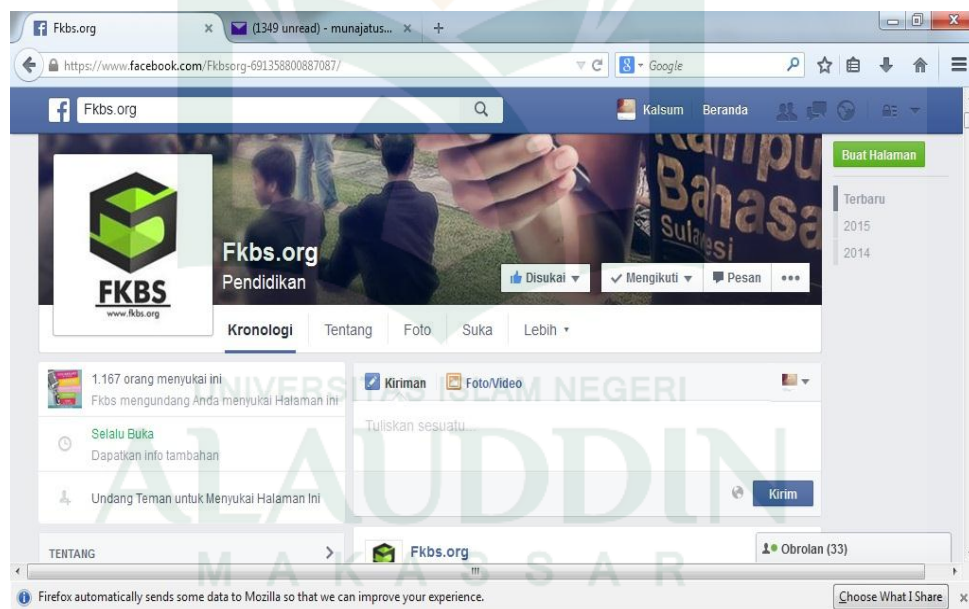 Fkbs.org
(1349 unread) - munajatus...
https://www.facebook.com/Fkbsorg-691358800887087/
Google
Fkbs.org
Kalsum Beranda
Buat Halaman
Terbaru
2015
2014
Kampu
Bahasa
Sulawesi
Fkbs.org
Pendidikan
FKBS
www.fkbs.org
Disukai Mengikuti Pesan
Kronologi Tentang Foto Suka Lebih
1.167 orang menyukai ini
Fkbs mengundang Anda menyukai Halaman ini
Selalu Buka
Dapatkan info tambahan
Undang Teman untuk Menyukai Halaman Ini
TENTANG
Kiriman Foto/Video
Tuliskan sesuatu...
Kirim
Fkbs.org
Obrolan (33)
Firefox automatically sends some data to Mozilla so that we can improve your experience.
Choose What I Share
UNIVERSITAS ISLAM NEGERI
ALAUDDIN
MAKASSAR